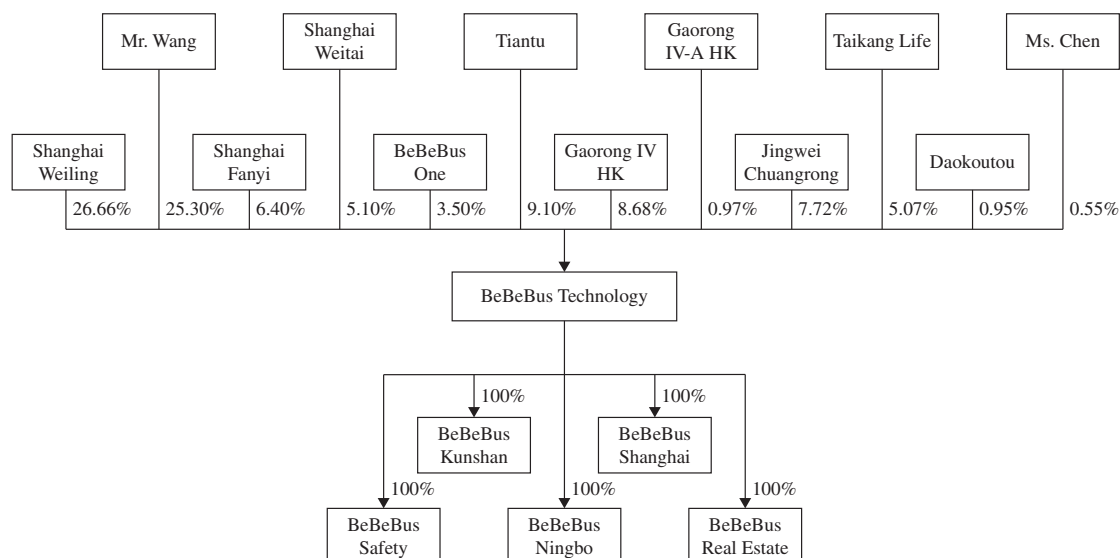 Mr. Wang
Shanghai
Weitai
Tiantu
Gaorong
IV-A HK
Taikang Life
Ms. Chen
Shanghai
Weiling
Shanghai
Fanyi
BeBeBus
One
Gaorong IV
HK
Jingwei
Chuangrong
Daokoutou
26.66%
25.30%
6.40%
5.10%
3.50%
9.10%
8.68%
0.97%
7.72%
5.07%
0.95%
0.55%
BeBeBus Technology
100%
100%
BeBeBus
Kunshan
BeBeBus
Shanghai
100%
100%
100%
BeBeBus
Safety
BeBeBus
Ningbo
BeBeBus
Real Estate